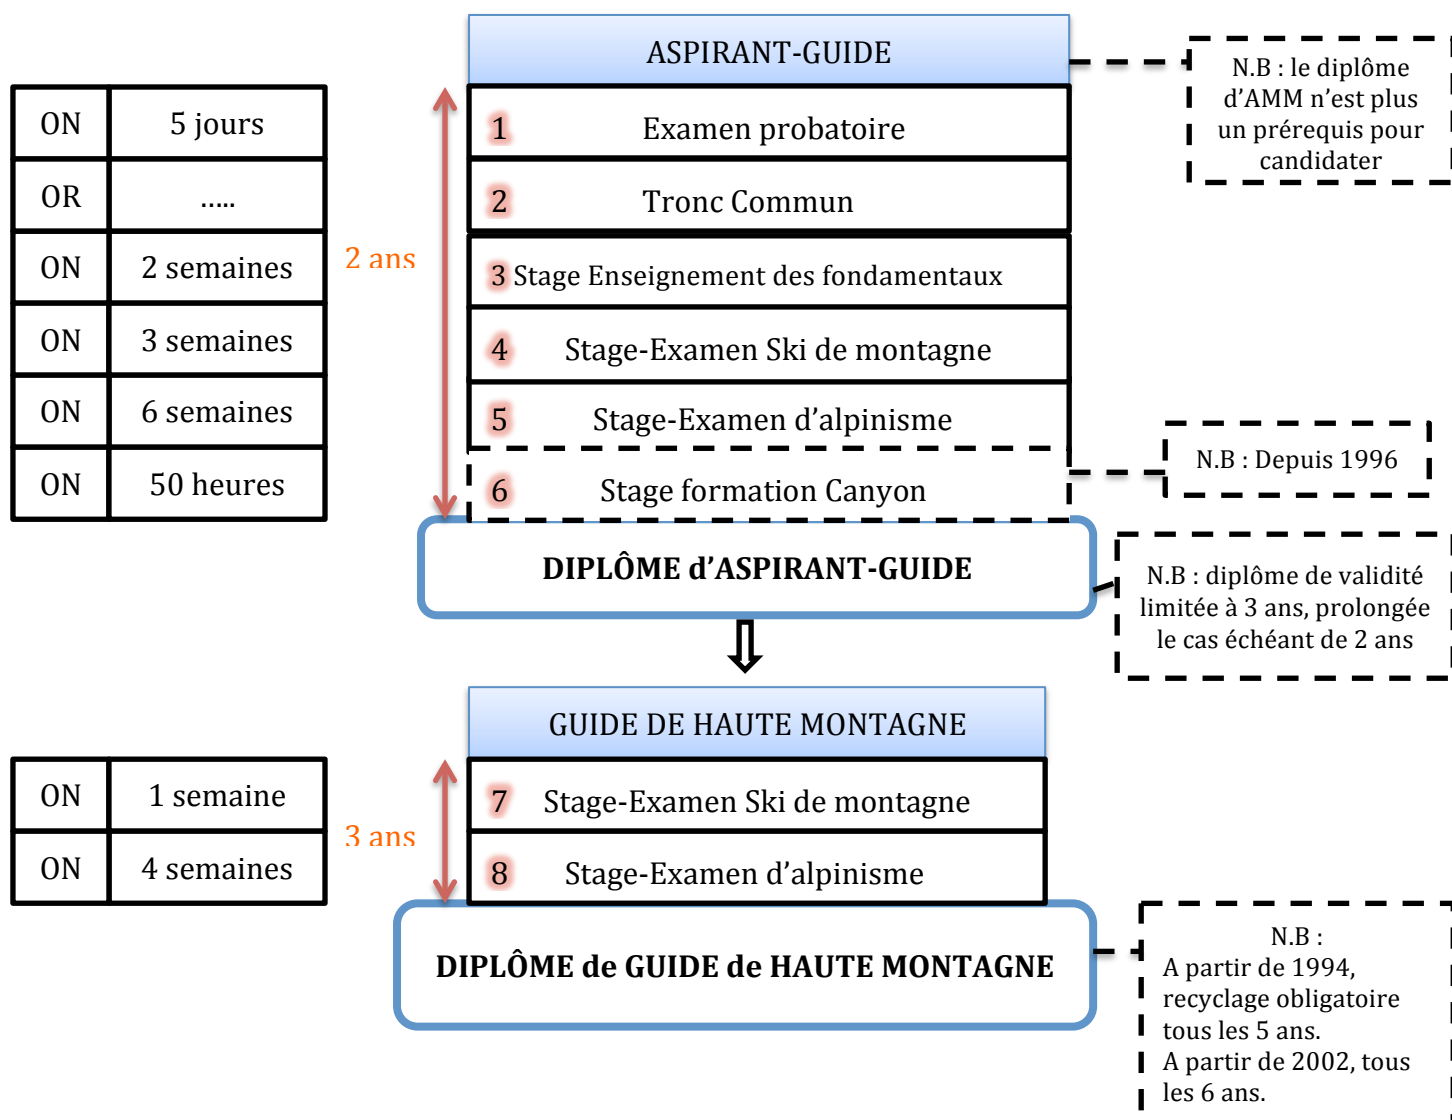 ASPIRANT-GUIDE
N.B : le diplôme
d'AMM n'est plus
un prérequis pour
candidater
ON 5 jours
1 Examen probatoire
OR .....
2 Tronc Commun
2 ans
ON 2 semaines
3 Stage Enseignement des fondamentaux
ON 3 semaines
4 Stage-Examen Ski de montagne
ON 6 semaines
5 Stage-Examen d'alpinisme
N.B : Depuis 1996
ON 50 heures
6 Stage formation Canyon
DIPLÔME d'ASPIRANT-GUIDE
N.B : diplôme de validité
limitée à 3 ans, prolongée
le cas échéant de 2 ans
GUIDE DE HAUTE MONTAGNE
ON 1 semaine
7 Stage-Examen Ski de montagne
3 ans
ON 4 semaines
8 Stage-Examen d'alpinisme
DIPLÔME de GUIDE de HAUTE MONTAGNE
N.B :
A partir de 1994,
recyclage obligatoire
tous les 5 ans.
A partir de 2002, tous
les 6 ans.